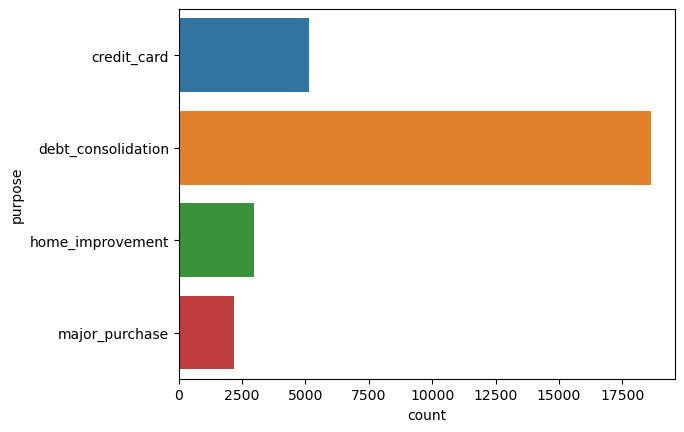 purpose
credit_card
debt_consolidation
home_improvement
major_purchase
0 2500 5000 7500 10000 12500 15000 17500
count